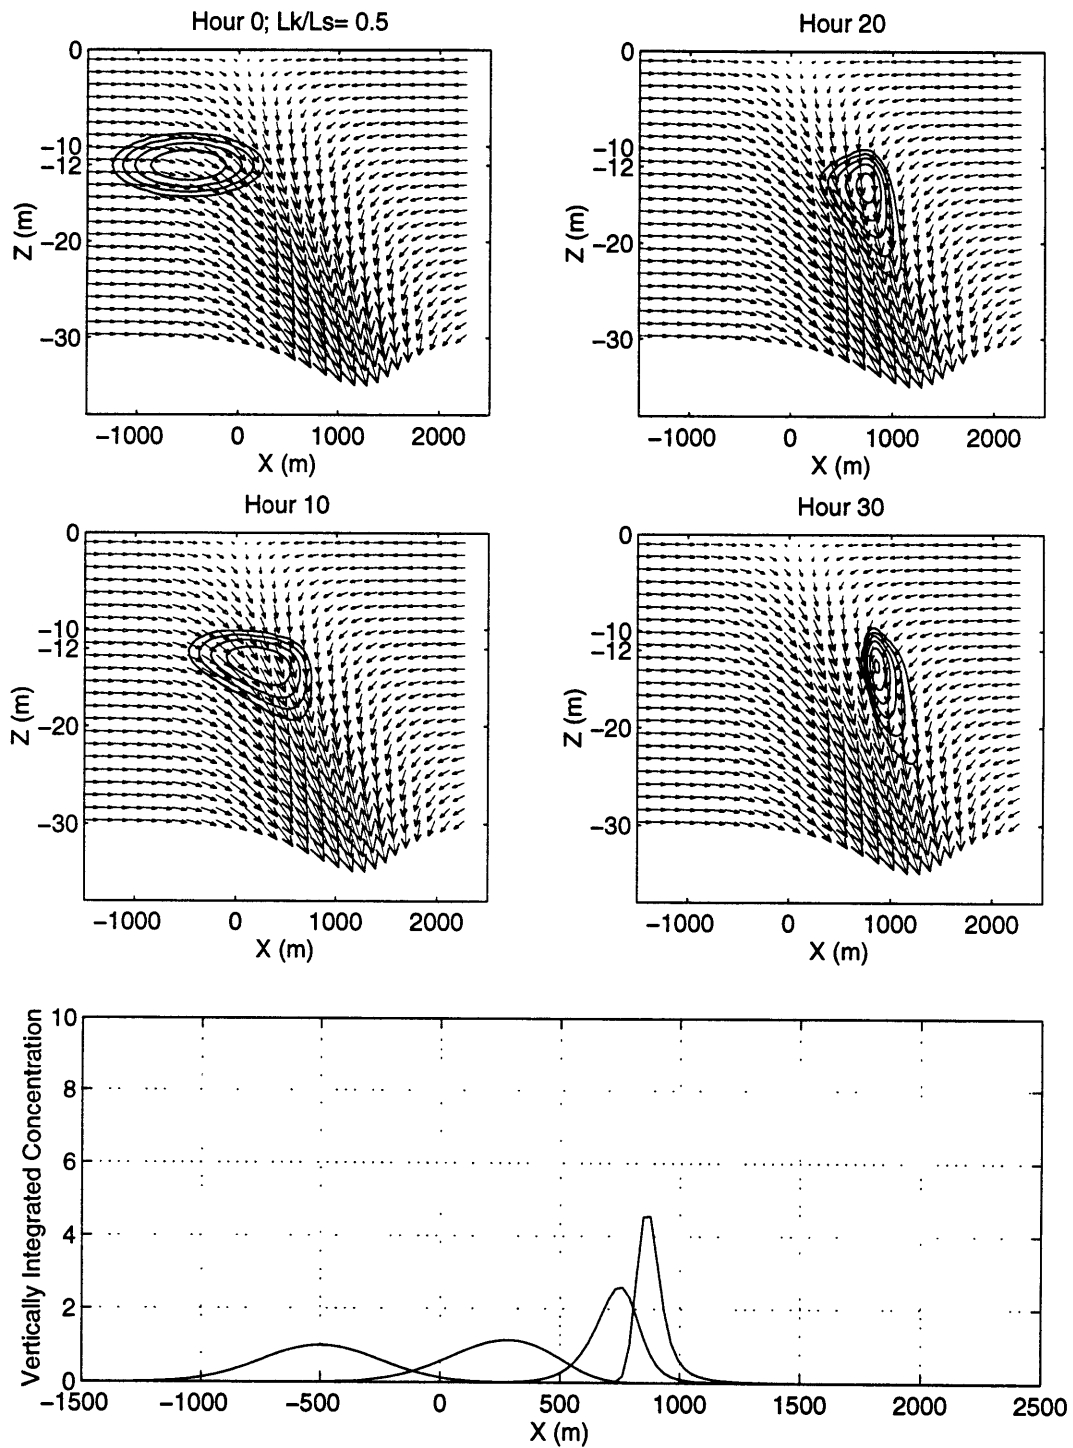 Hour 0; Lk/Ls= 0.5
0
−10
−12
−20
−30
Z (m)
−1000 0 1000 2000
X (m)
Hour 20
0
−10
−12
−20
−30
Z (m)
−1000 0 1000 2000
X (m)
Hour 10
0
−10
−12
−20
−30
Z (m)
−1000 0 1000 2000
X (m)
Hour 30
0
−10
−12
−20
−30
Z (m)
−1000 0 1000 2000
X (m)
Vertically Integrated Concentration
10
8
6
4
2
0
−1500 −1000 −500 0 500 1000 1500 2000 2500
X (m)